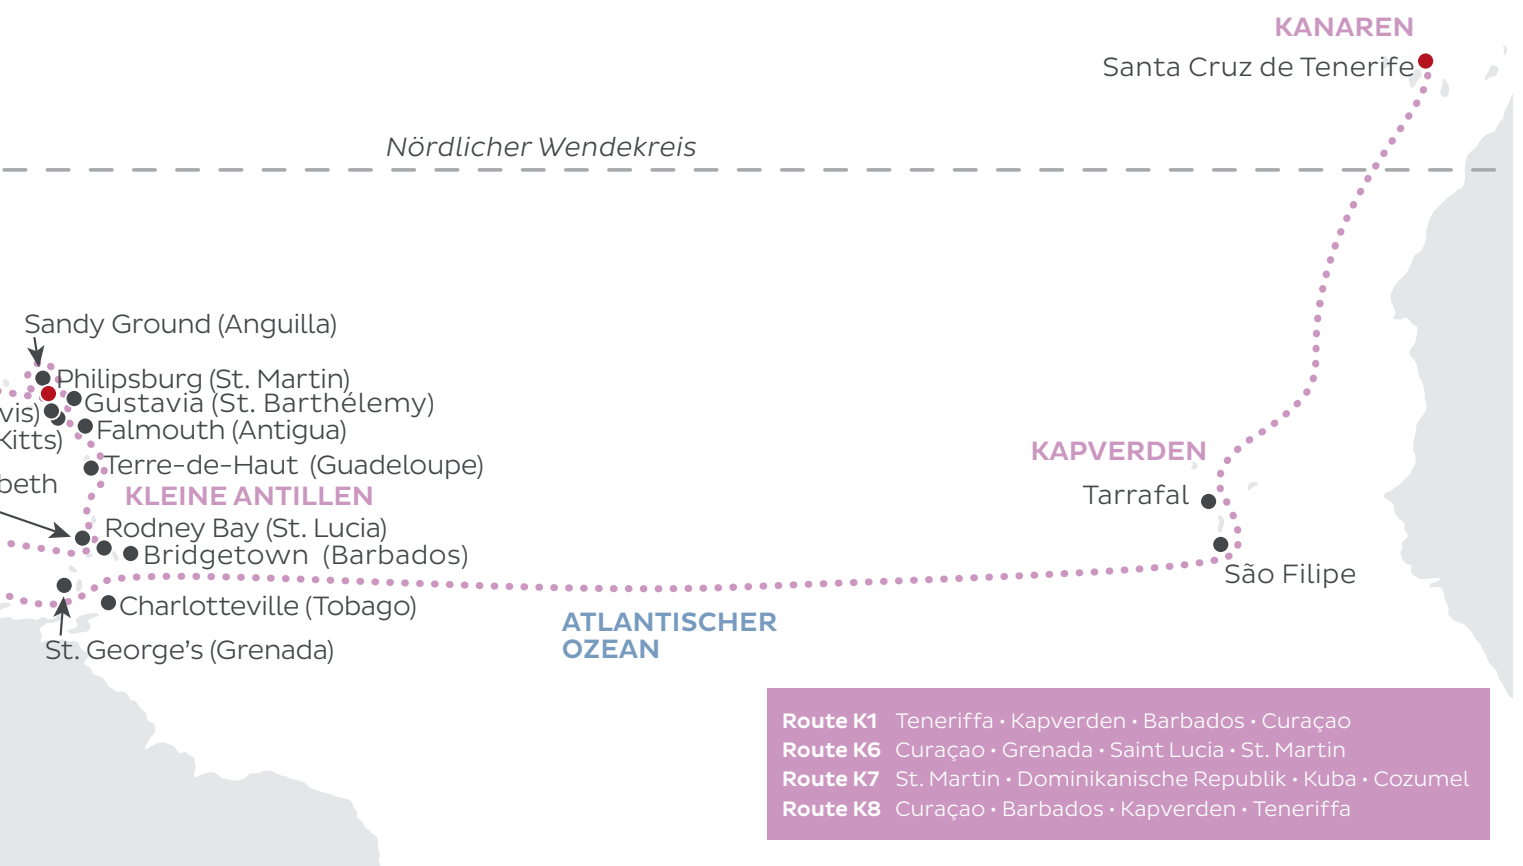 KANAREN
Santa Cruz de Tenerife
Nördlicher Wendekreis
Sandy Ground (Anguilla)
Philipsburg (St. Martin)
Gustavia (St. Barthélemy)
vis)
Falmouth (Antigua)
Kitts)
KAPVERDEN
Terre-de-Haut (Guadeloupe)
beth
KLEINE ANTILLEN
Tarrafal
Rodney Bay (St. Lucia)
Bridgetown (Barbados)
São Filipe
Charlotteville (Tobago)
ATLANTISCHER
OZEAN
St. George’s (Grenada)
Route K1 Teneriffa • Kapverden • Barbados • Curaçao
Route K6 Curaçao • Grenada • Saint Lucia • St. Martin
Route K7 St. Martin • Dominikanische Republik • Kuba • Cozumel
Route K8 Curaçao • Barbados • Kapverden • Teneriffa